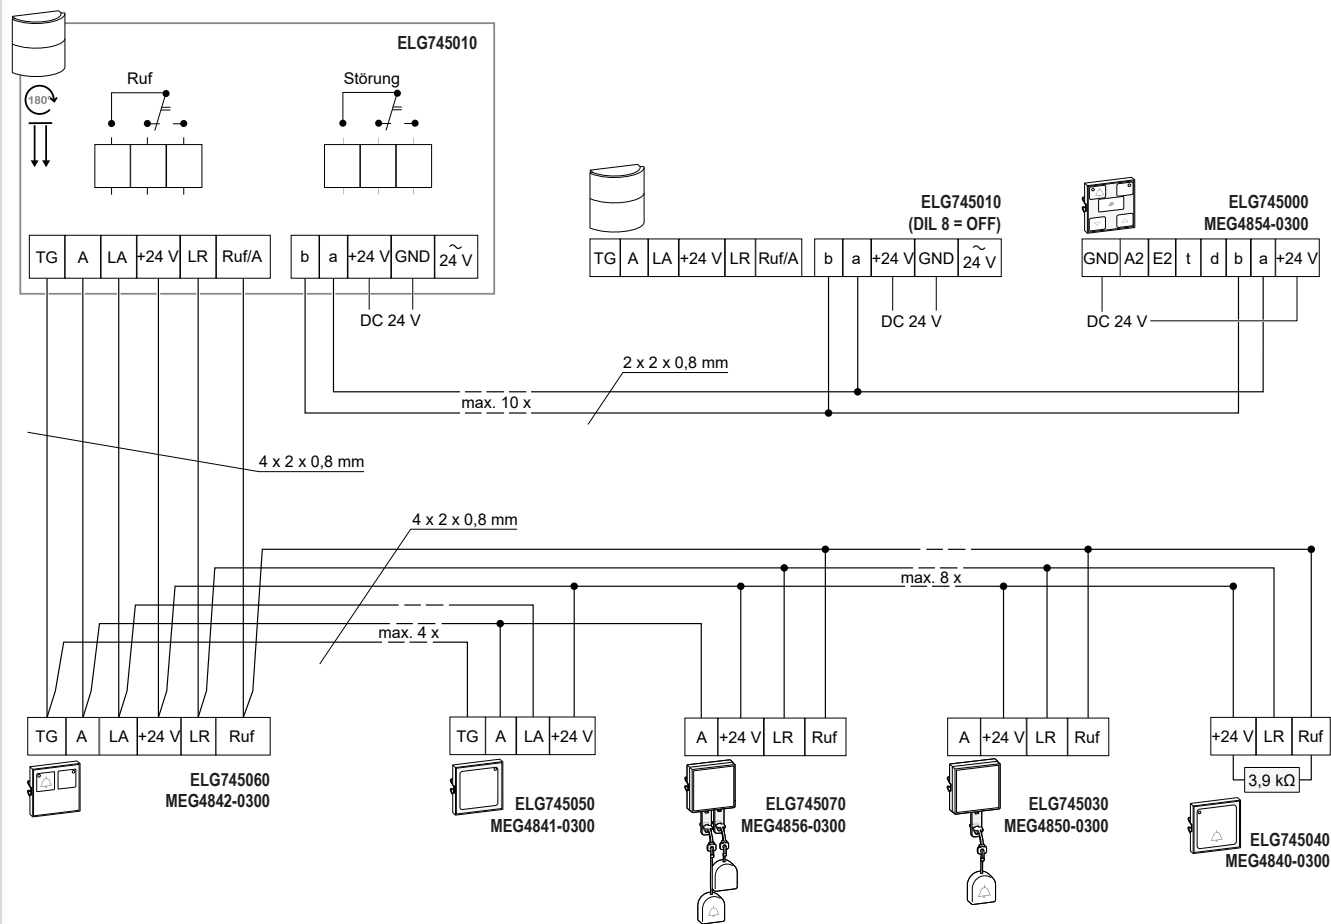 ELG745010
Ruf
Störung
180°
TG A LA +24 V LR Ruf/A
b a +24 V GND ~ 24 V
DC 24 V
ELG745010
(DIL 8 = OFF)
TG A LA +24 V LR Ruf/A
b a +24 V GND ~ 24 V
DC 24 V
ELG745000
MEG4854-0300
GND A2 E2 t d b a +24 V
DC 24 V
2 x 2 x 0,8 mm
max. 10 x
4 x 2 x 0,8 mm
4 x 2 x 0,8 mm
max. 8 x
max. 4 x
TG A LA +24 V LR Ruf
ELG745060
MEG4842-0300
TG A LA +24 V
ELG745050
MEG4841-0300
A +24 V LR Ruf
ELG745070
MEG4856-0300
A +24 V LR Ruf
ELG745030
MEG4850-0300
+24 V LR Ruf
3,9 kΩ
ELG745040
MEG4840-0300